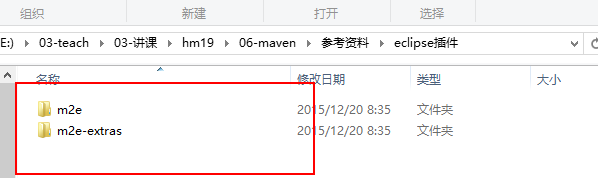 组织 新建 打开 选择
E:) › 03-teach › 03-讲课 › hm19 › 06-maven › 参考资料 › eclipse插件
名称 修改日期 类型 大小
m2e 2015/12/20 8:35 文件夹
m2e-extras 2015/12/20 8:35 文件夹